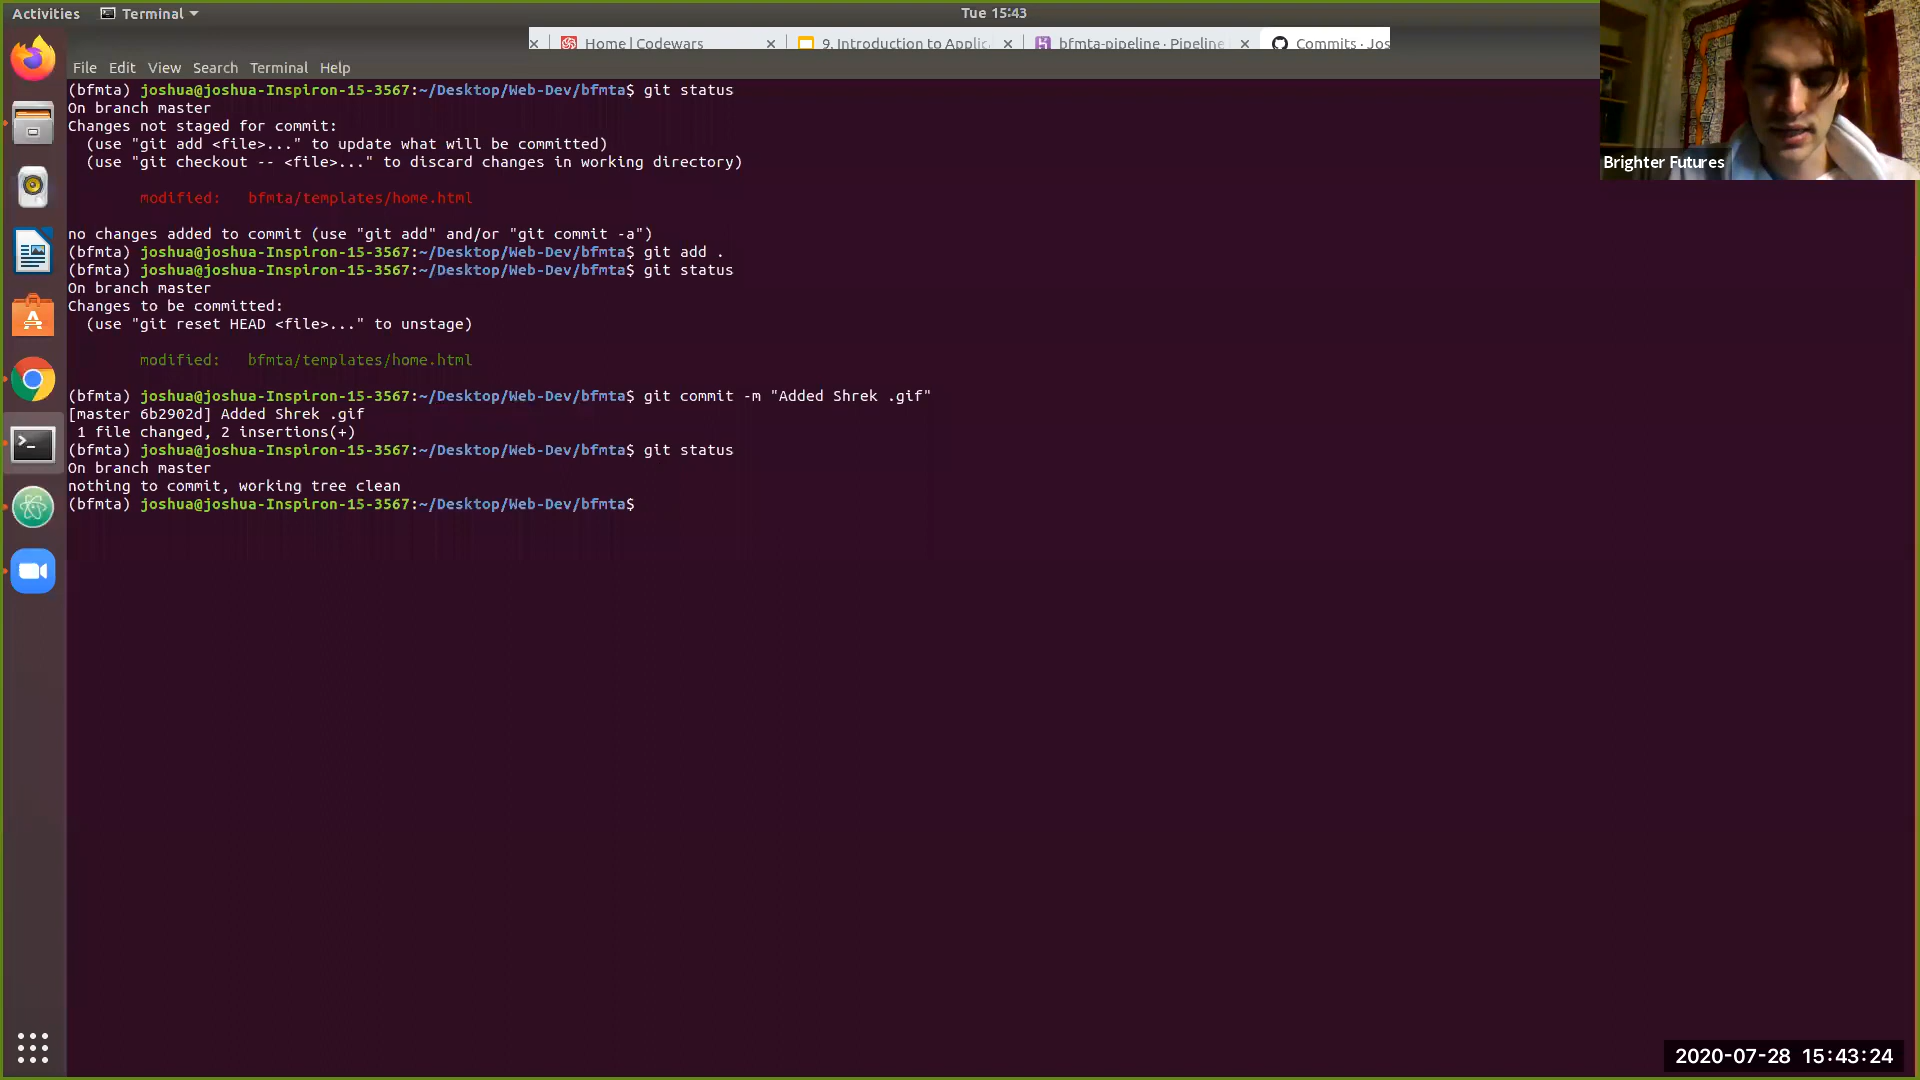 Activities Terminal Tue 15:43
Home | Codewars 9. Introduction to Applic bfmta-pipeline · Pipeline Commits · Jos
File Edit View Search Terminal Help
(bfmta) joshua@joshua-Inspiron-15-3567:~/Desktop/Web-Dev/bfmta$ git status
On branch master
Changes not staged for commit:
(use "git add <file>..." to update what will be committed)
(use "git checkout -- <file>..." to discard changes in working directory)
modified: bfmta/templates/home.html
no changes added to commit (use "git add" and/or "git commit -a")
(bfmta) joshua@joshua-Inspiron-15-3567:~/Desktop/Web-Dev/bfmta$ git add .
(bfmta) joshua@joshua-Inspiron-15-3567:~/Desktop/Web-Dev/bfmta$ git status
On branch master
Changes to be committed:
(use "git reset HEAD <file>..." to unstage)
modified: bfmta/templates/home.html
(bfmta) joshua@joshua-Inspiron-15-3567:~/Desktop/Web-Dev/bfmta$ git commit -m "Added Shrek .gif"
[master 6b2902d] Added Shrek .gif
1 file changed, 2 insertions(+)
(bfmta) joshua@joshua-Inspiron-15-3567:~/Desktop/Web-Dev/bfmta$ git status
On branch master
nothing to commit, working tree clean
(bfmta) joshua@joshua-Inspiron-15-3567:~/Desktop/Web-Dev/bfmta$
Brighter Futures
2020-07-28 15:43:24